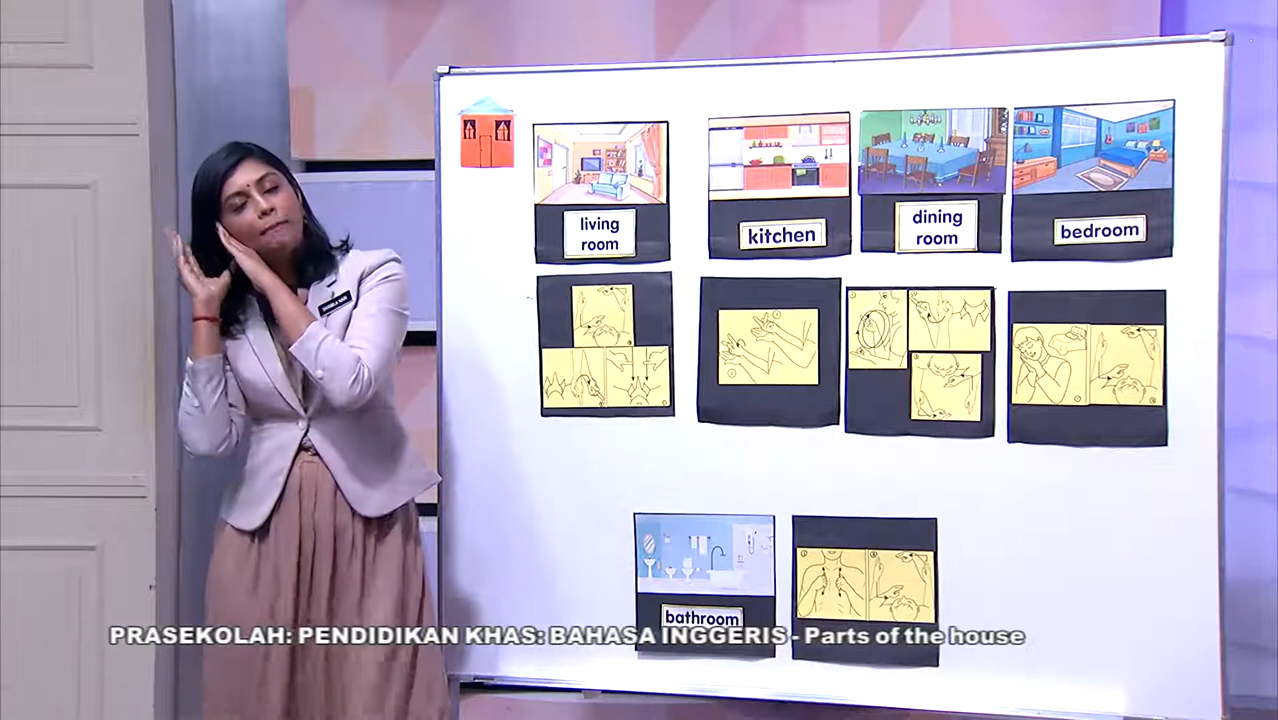 living
room
kitchen
dining
room
bedroom
bathroom
PRASEKOLAH: PENDIDIKAN KHAS: BAHASA INGGERIS - Parts of the house